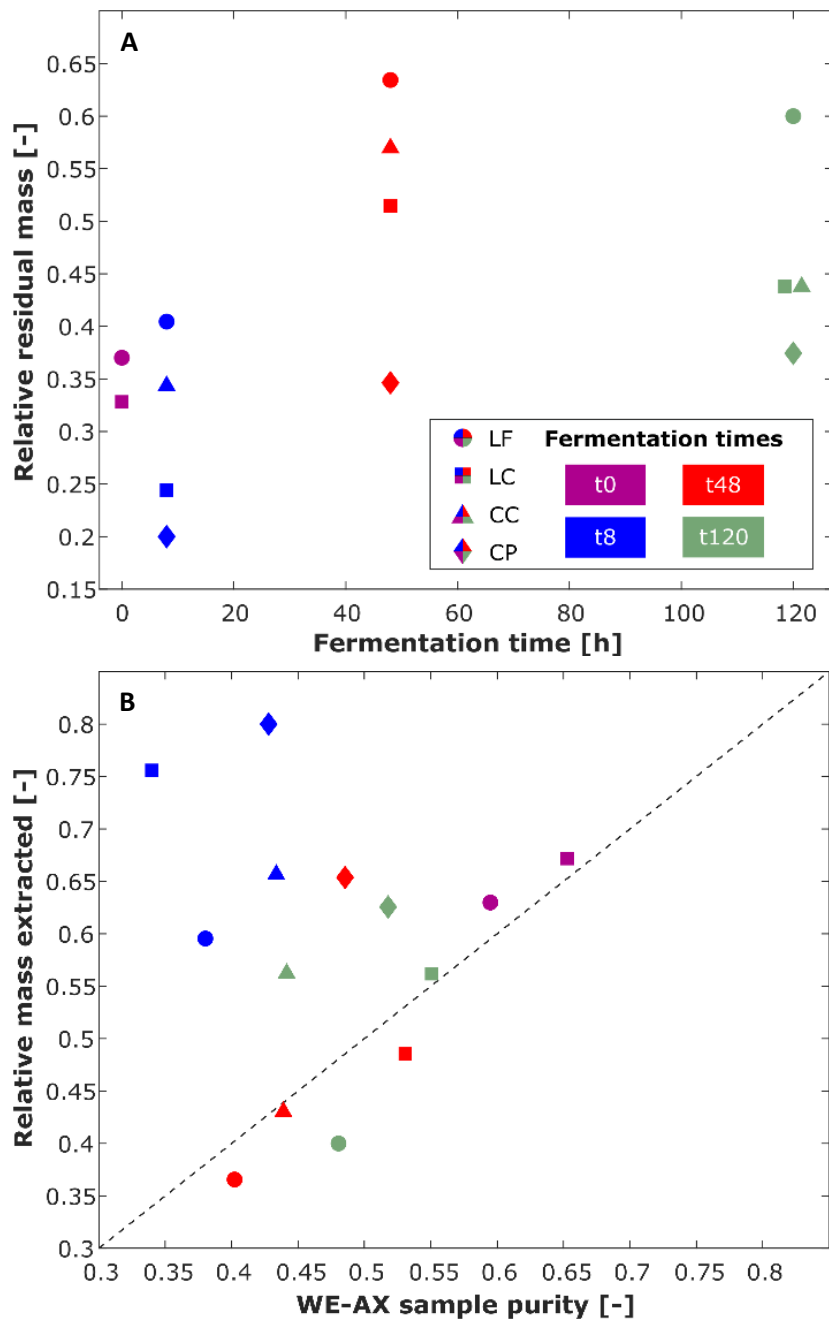 A
0.65
0.6
0.55
0.5
0.45
0.4
0.35
0.3
0.25
0.2
0.15
Relative residual mass [-]
LF
LC
CC
CP
Fermentation times
t0
t48
t8
t120
0 20 40 60 80 100 120
Fermentation time [h]
B
0.8
0.75
0.7
0.65
0.6
0.55
0.5
0.45
0.4
0.35
0.3
Relative mass extracted [-]
0.3 0.35 0.4 0.45 0.5 0.55 0.6 0.65 0.7 0.75 0.8
WE-AX sample purity [-]